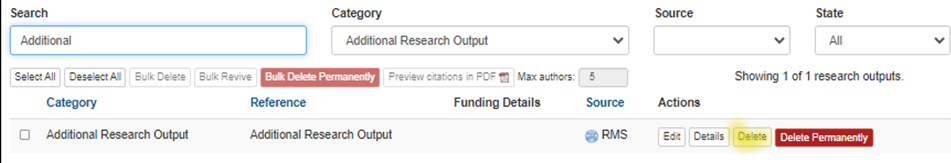 Search Category Source State
Additional Additional Research Output All
Select All Deselect All Bulk Delete Bulk Revive Bulk Delete Permanently Preview citations in PDF Max authors: 5 Showing 1 of 1 research outputs.
Category Reference Funding Details Source Actions
Additional Research Output Additional Research Output RMS Edit Details Delete Delete Permanently